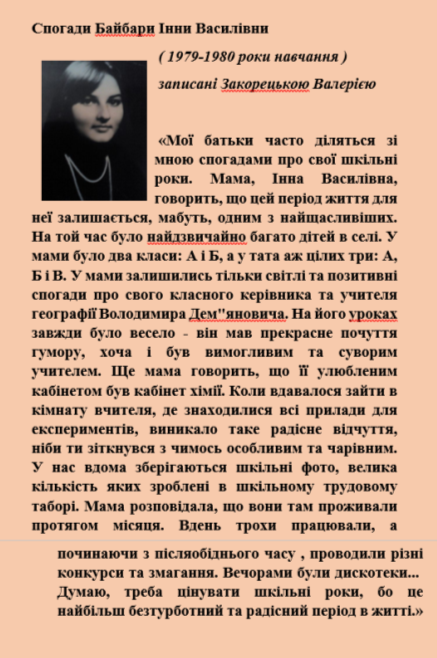 Спогади Байбари Інни Василівни
( 1979-1980 роки навчання )
записані Закорецькою Валерією
«Мої батьки часто діляться зі
мною спогадами про свої шкільні
роки. Мама, Інна Василівна,
говорить, що цей період життя для
неї залишається, мабуть, одним з найщасливіших.
На той час було найдзвичайно багато дітей в селі. У
мами було два класи: А і Б, а у тата аж цілих три: А,
Б і В. У мами залишились тільки світлі та позитивні
спогади про свого класного керівника та учителя
географії Володимира Дем"яновича. На його уроках
завжди було весело - він мав прекрасне почуття
гумору, хоча і був вимогливим та суворим
учителем. Ще мама говорить, що її улюбленим
кабінетом був кабінет хімії. Коли вдавалося зайти в
кімнату вчителя, де знаходилися всі прилади для
експериментів, виникало таке радісне відчуття,
ніби ти зіткнувся з чимось особливим та чарівним.
У нас вдома зберігаються шкільні фото, велика
кількість яких зроблені в шкільному трудовому
таборі. Мама розповідала, що вони там проживали
протягом місяця. Вдень трохи працювали, а
починаючи з післяобіднього часу , проводили різні
конкурси та змагання. Вечорами були дискотеки...
Думаю, треба цінувати шкільні роки, бо це
найбільш безтурботний та радісний період в житті.»